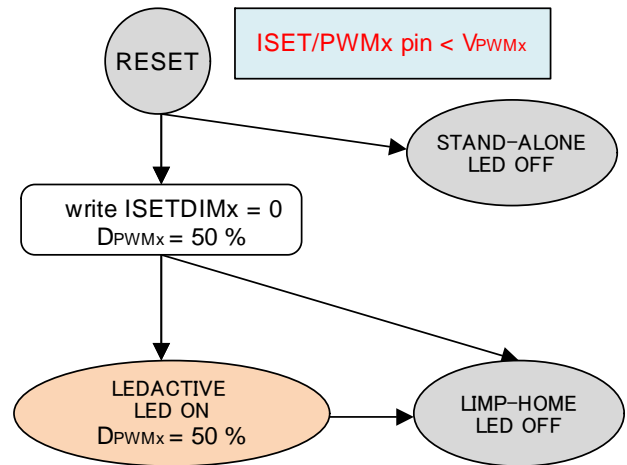 RESET
ISET/PWMx pin < VPWMx
STAND-ALONE
LED OFF
write ISETDIMx = 0
DPWMx = 50 %
LEDACTIVE
LED ON
DPWMx = 50 %
LIMP-HOME
LED OFF